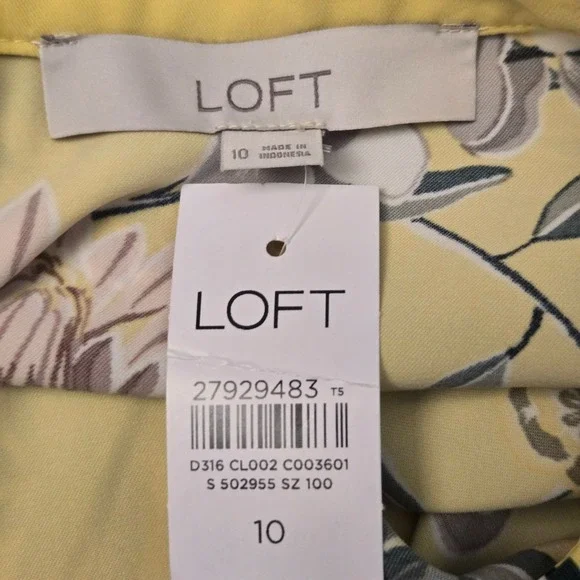 LOFT
10 MADE IN
INDONESIA
LOFT
27929483 T5
D316 CL002 C003601
S 502955 SZ 100
10